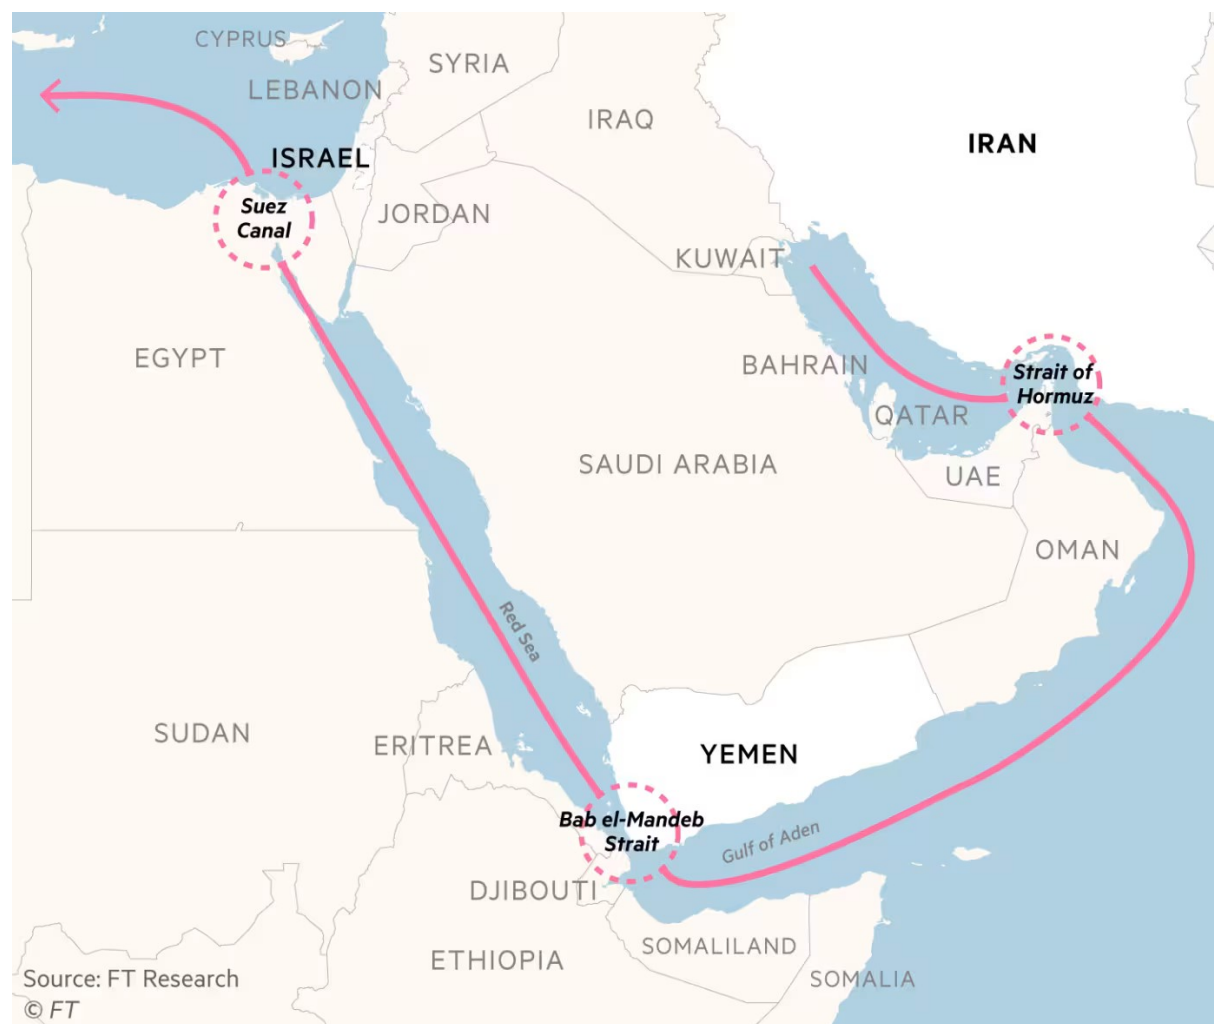 CYPRUS
SYRIA
LEBANON
IRAQ
IRAN
ISRAEL
Suez
Canal
JORDAN
KUWAIT
EGYPT
BAHRAIN
Strait of
Hormuz
QATAR
SAUDI ARABIA
UAE
OMAN
Red Sea
SUDAN
ERITREA
YEMEN
Bab el-Mandeb
Strait
Gulf of Aden
DJIBOUTI
SOMALILAND
ETHIOPIA
SOMALIA
Source: FT Research
© FT